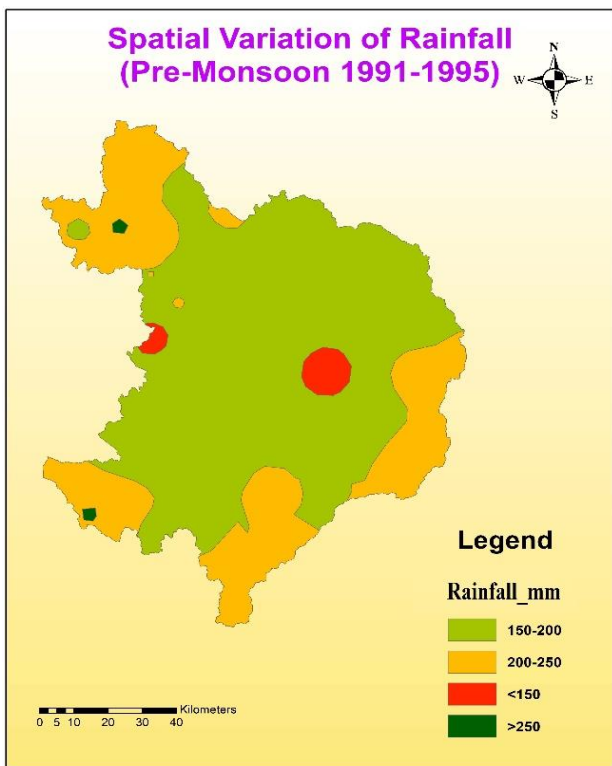 Spatial Variation of Rainfall
(Pre-Monsoon 1991-1995)
N
W E
S
Legend
Rainfall_mm
150-200
200-250
<150
>250
Kilometers
0 5 10 20 30 40